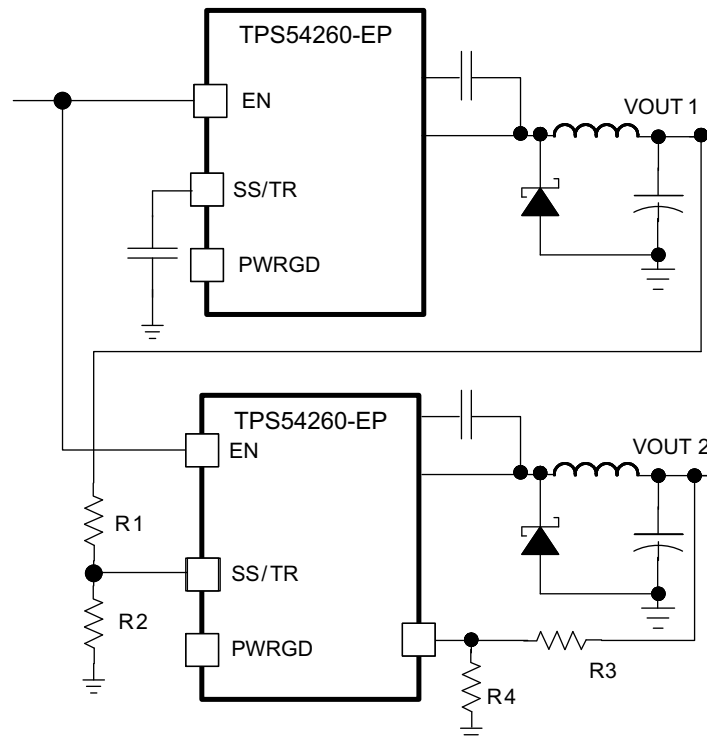 TPS54260-EP
EN
VOUT 1
SS/TR
PWRGD
TPS54260-EP
EN
VOUT 2
R1
SS/TR
R2
PWRGD
R3
R4